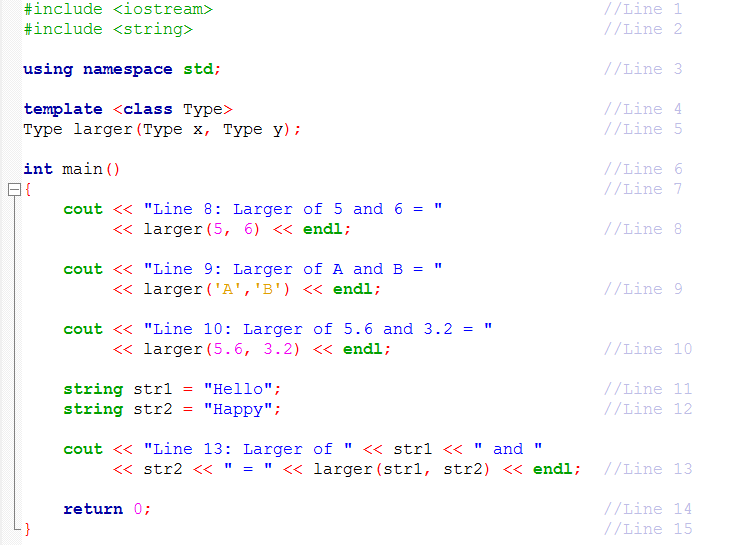 #include <iostream> //Line 1
#include <string> //Line 2
using namespace std; //Line 3
template <class Type> //Line 4
Type larger(Type x, Type y); //Line 5
int main() //Line 6
{ //Line 7
cout << "Line 8: Larger of 5 and 6 = "
<< larger(5, 6) << endl; //Line 8
cout << "Line 9: Larger of A and B = "
<< larger('A','B') << endl; //Line 9
cout << "Line 10: Larger of 5.6 and 3.2 = "
<< larger(5.6, 3.2) << endl; //Line 10
string str1 = "Hello"; //Line 11
string str2 = "Happy"; //Line 12
cout << "Line 13: Larger of " << str1 << " and "
<< str2 << " = " << larger(str1, str2) << endl; //Line 13
return 0; //Line 14
} //Line 15